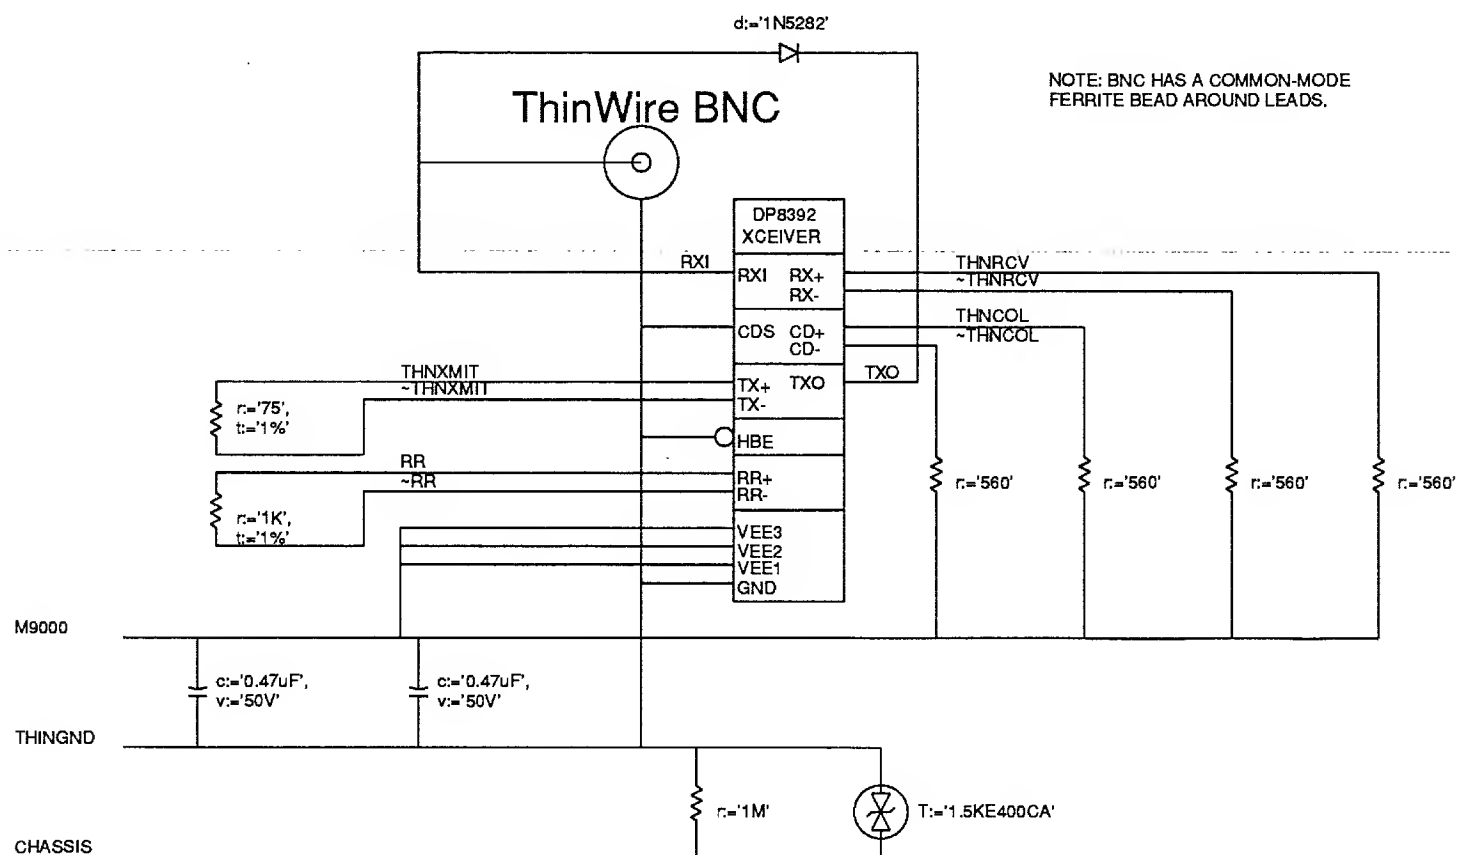 d:='1N5282'
NOTE: BNC HAS A COMMON-MODE
FERRITE BEAD AROUND LEADS.
ThinWire BNC
DP8392
XCEIVER
RXI
RXI RX+
RX-
THNRCV
~THNRCV
CDS CD+
CD-
THNCOL
~THNCOL
THNXMIT
~THNXMIT
TX+ TXO
TX-
TXO
r:='75',
t:='1%'
HBE
RR
~RR
RR+
RR-
r:='1K',
t:='1%'
r:='560'
r:='560'
r:='560'
r:='560'
VEE3
VEE2
VEE1
GND
M9000
c:='0.47uF',
v:='50V'
c:='0.47uF',
v:='50V'
THINGND
r:='1M'
T:='1.5KE400CA'
CHASSIS